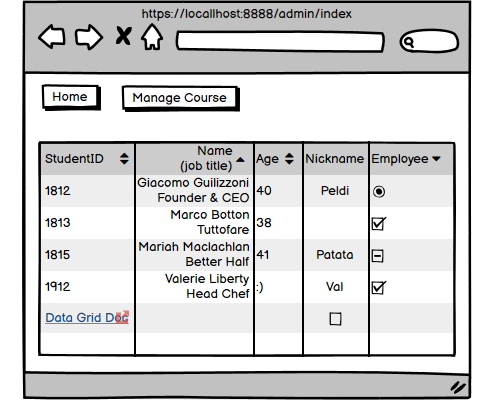 https://localhost:8888/admin/index
Home Manage Course
StudentID Name (job title) Age Nickname Employee
1812 Giacomo Guilizzoni Founder & CEO 40 Peldi
1813 Marco Botton Tuttofare 38
1815 Mariah Maclachlan Better Half 41 Patata
1912 Valerie Liberty Head Chef :) Val
Data Grid Doc